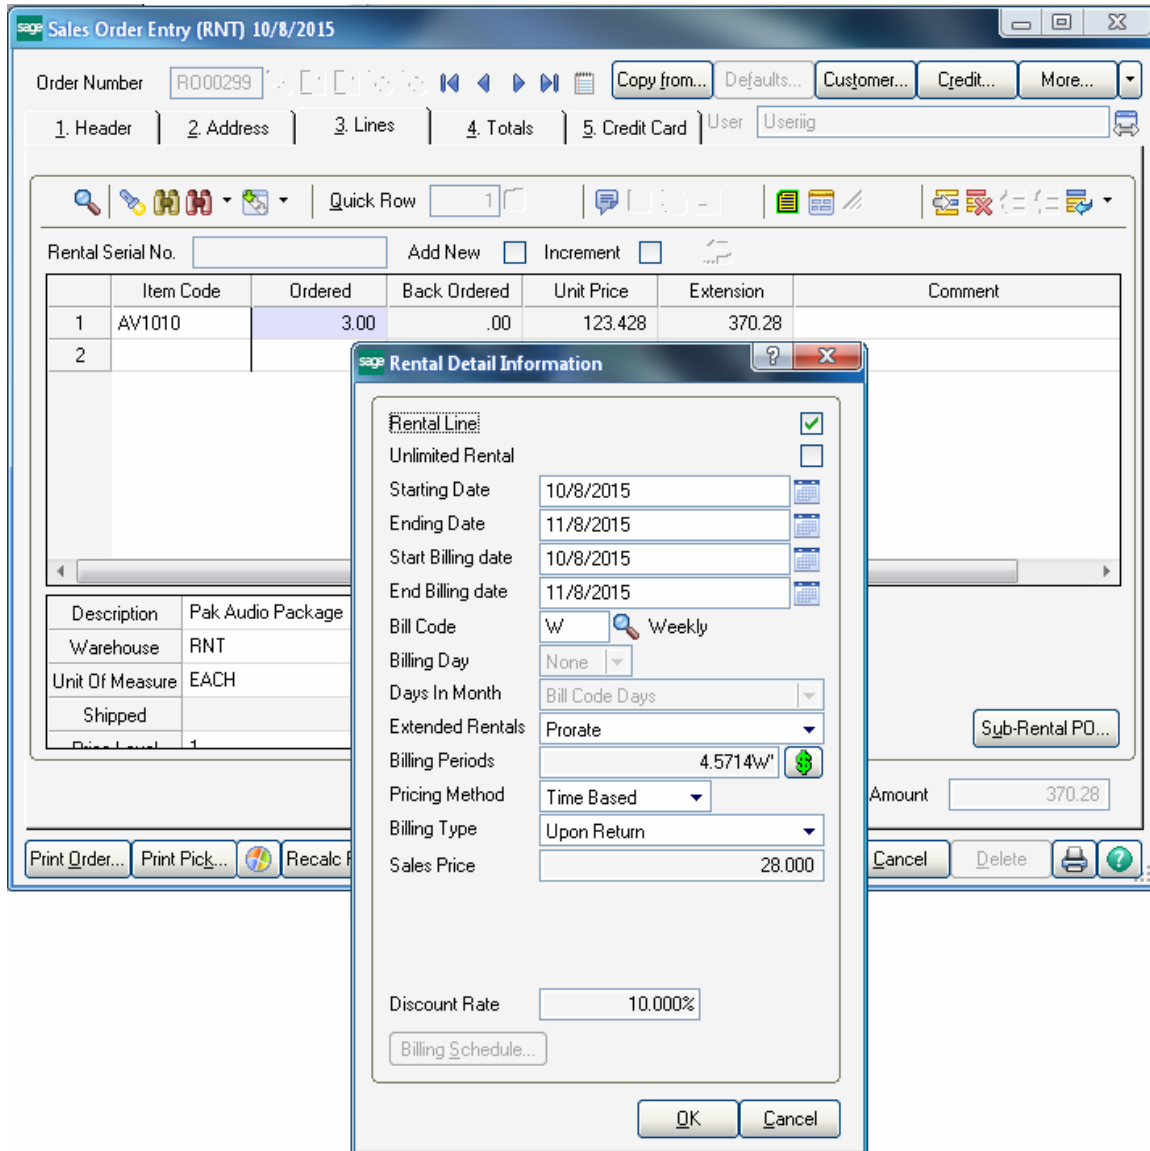 sage Sales Order Entry (RNT) 10/8/2015
Order Number RO00299 Copy from... Defaults... Customer... Credit... More...
1. Header 2. Address 3. Lines 4. Totals 5. Credit Card User Useriig
Quick Row 1
Rental Serial No. Add New Increment
Item Code Ordered Back Ordered Unit Price Extension Comment
1 AV1010 3.00 .00 123.428 370.28
2
sage Rental Detail Information
Rental Line
Unlimited Rental
Starting Date 10/8/2015
Ending Date 11/8/2015
Start Billing date 10/8/2015
End Billing date 11/8/2015
Bill Code W Weekly
Billing Day None
Days In Month Bill Code Days
Extended Rentals Prorate
Billing Periods 4.5714W'
Pricing Method Time Based
Billing Type Upon Return
Sales Price 28.000
Discount Rate 10.000%
Billing Schedule...
OK Cancel
Description Pak Audio Package
Warehouse RNT
Unit Of Measure EACH
Shipped
Price Level 1
Sub-Rental PO...
Amount 370.28
Print Order... Print Pick... Recalc Cancel Delete